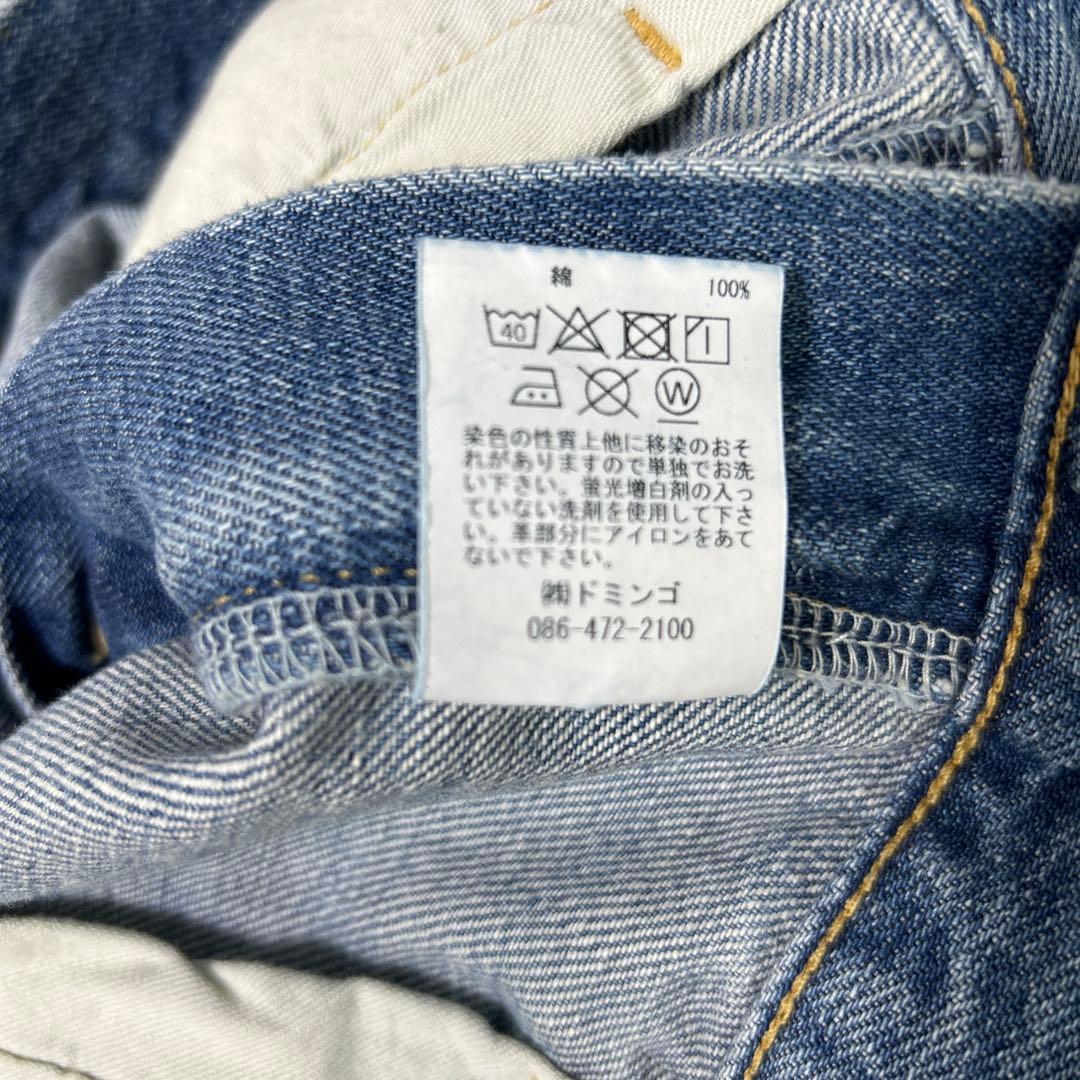 綿 100%
40
W
染色の性質上他に移染のおそ
れがありますので単独でお洗
い下さい。蛍光増白剤の入っ
ていない洗剤を使用して下さ
い。革部分にアイロンをあて
ないで下さい。
㈱ドミンゴ
086-472-2100